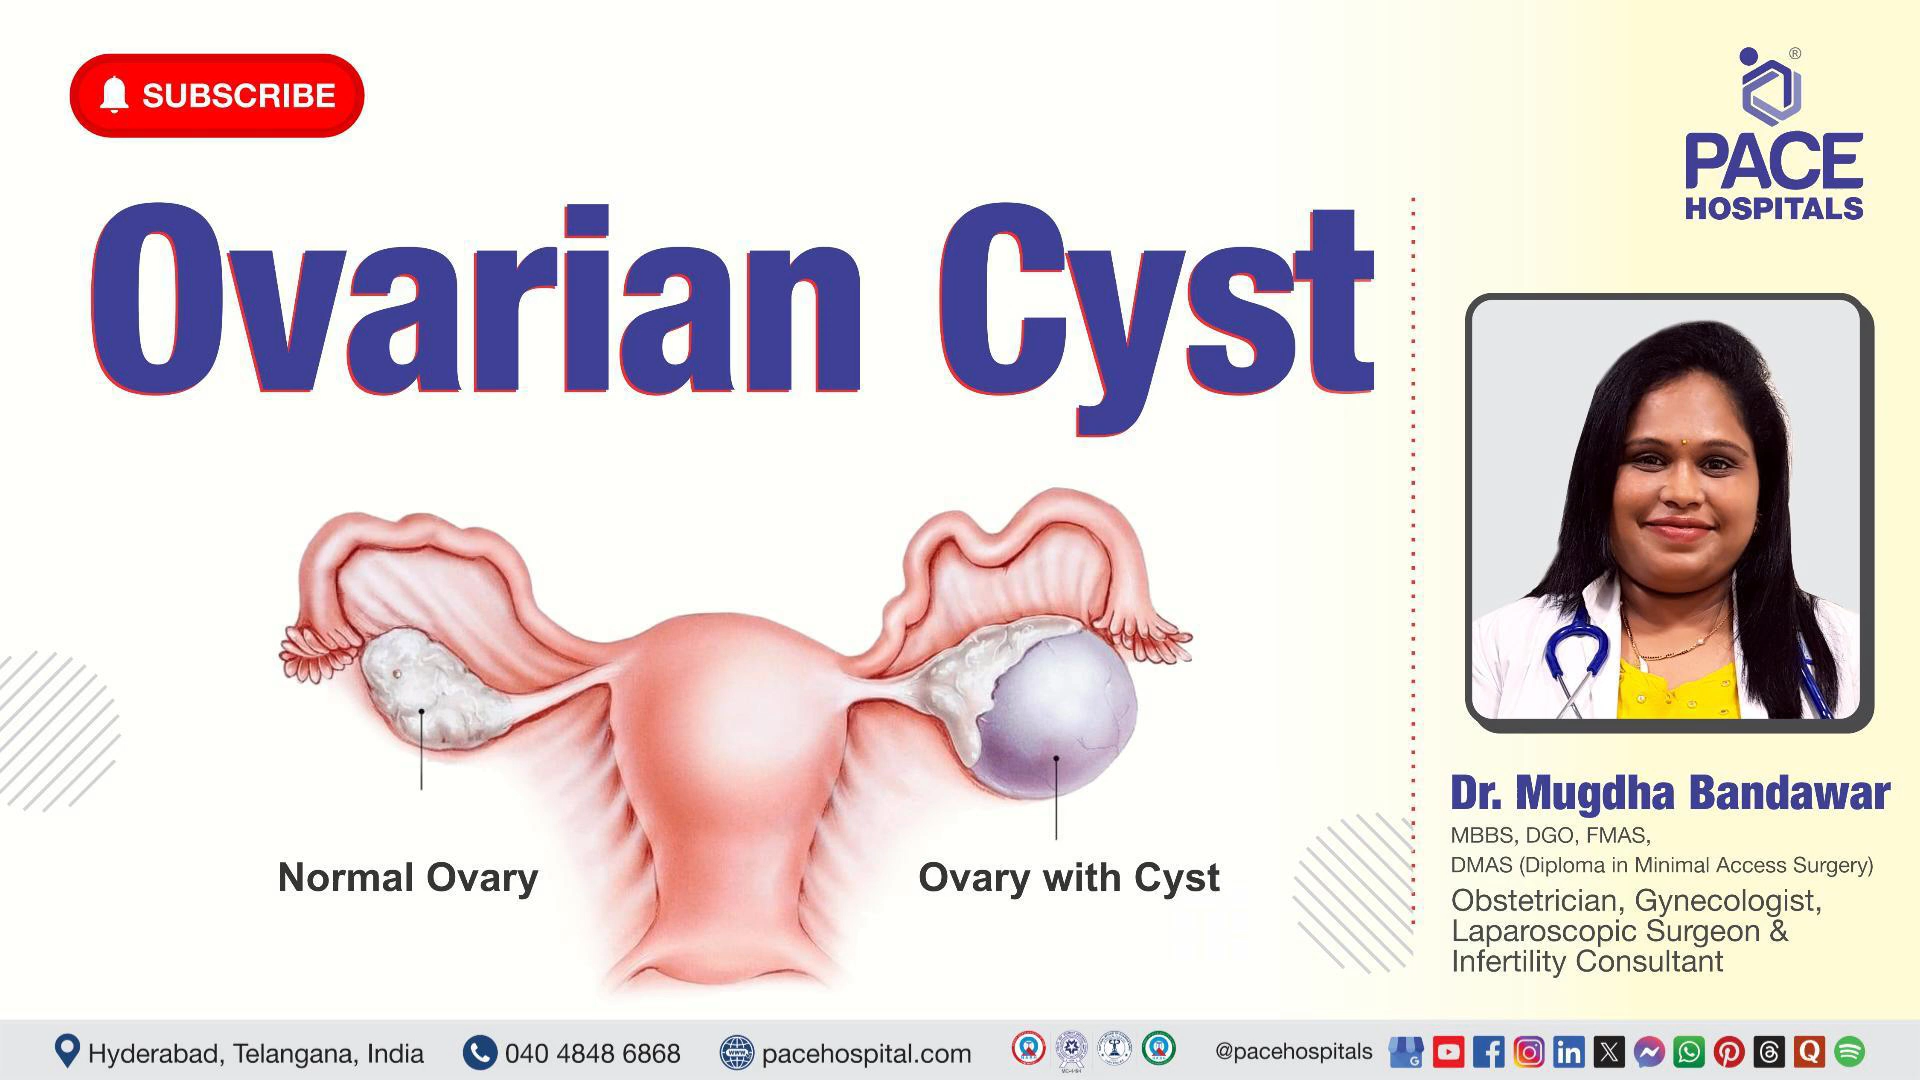 SUBSCRIBE
®
PACE
HOSPITALS
Ovarian Cyst
Normal Ovary
Ovary with Cyst
Dr. Mugdha Bandawar
MBBS, DGO, FMAS,
DMAS (Diploma in Minimal Access Surgery)
Obstetrician, Gynecologist,
Laparoscopic Surgeon &
Infertility Consultant
Hyderabad, Telangana, India
040 4848 6868
pacehospital.com
@pacehospitals